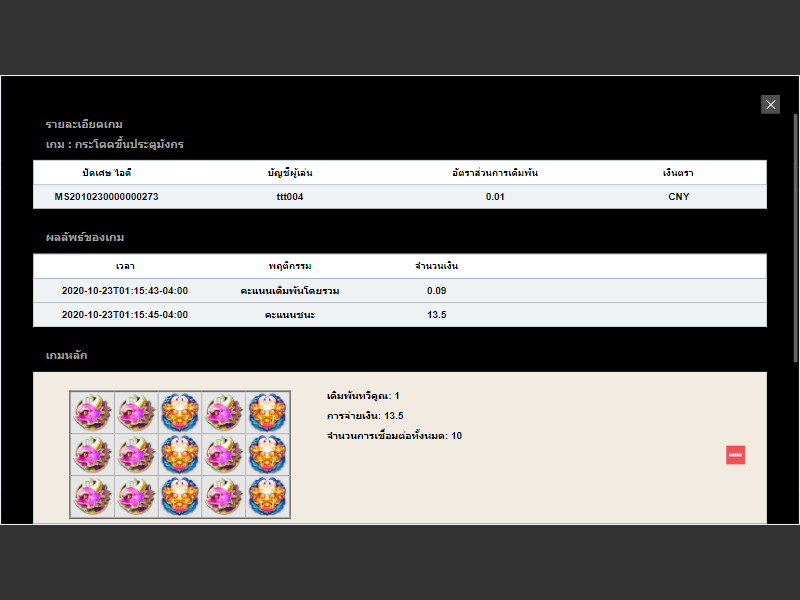 รายละเอียดเกม
เกม : กระโดดขึ้นประตูมังกร
ปัดเศษ ไอดี บัญชีผู้เล่น อัตราส่วนการเดิมพัน เงินตรา
MS2010230000000273 ttt004 0.01 CNY
ผลลัพธ์ของเกม
เวลา พฤติกรรม จำนวนเงิน
2020-10-23T01:15:43-04:00 คะแนนเดิมพันโดยรวม 0.09
2020-10-23T01:15:45-04:00 คะแนนชนะ 13.5
เกมหลัก
เดิมพันทวีคูณ: 1
การจ่ายเงิน: 13.5
จำนวนการเชื่อมต่อทั้งหมด: 10